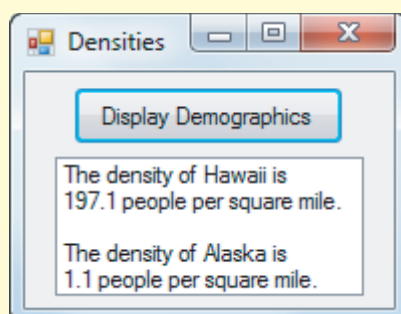 Densities
Display Demographics
The density of Hawaii is
197.1 people per square mile.
The density of Alaska is
1.1 people per square mile.